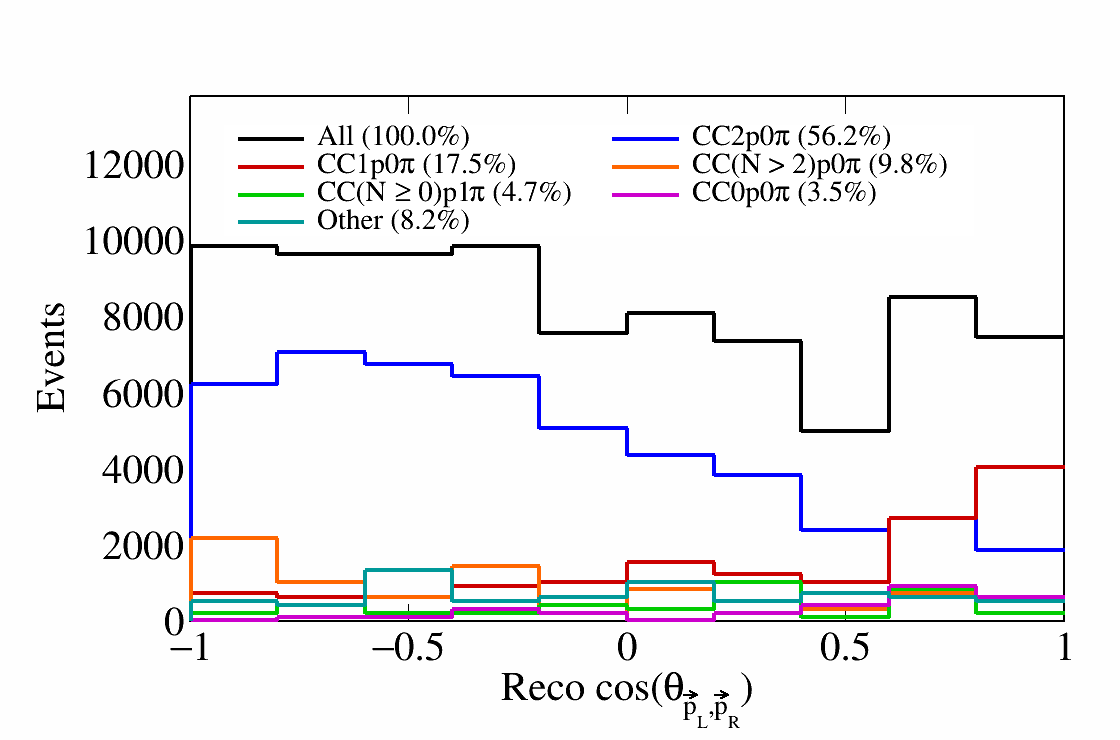 All (100.0%)
CC2p0π (56.2%)
CC1p0π (17.5%)
CC(N > 2)p0π (9.8%)
CC(N ≥ 0)p1π (4.7%)
CC0p0π (3.5%)
Other (8.2%)
12000
10000
8000
6000
4000
2000
0
Events
−1
−0.5
0
0.5
1
Reco cos(θ p⃗_L,p⃗_R)